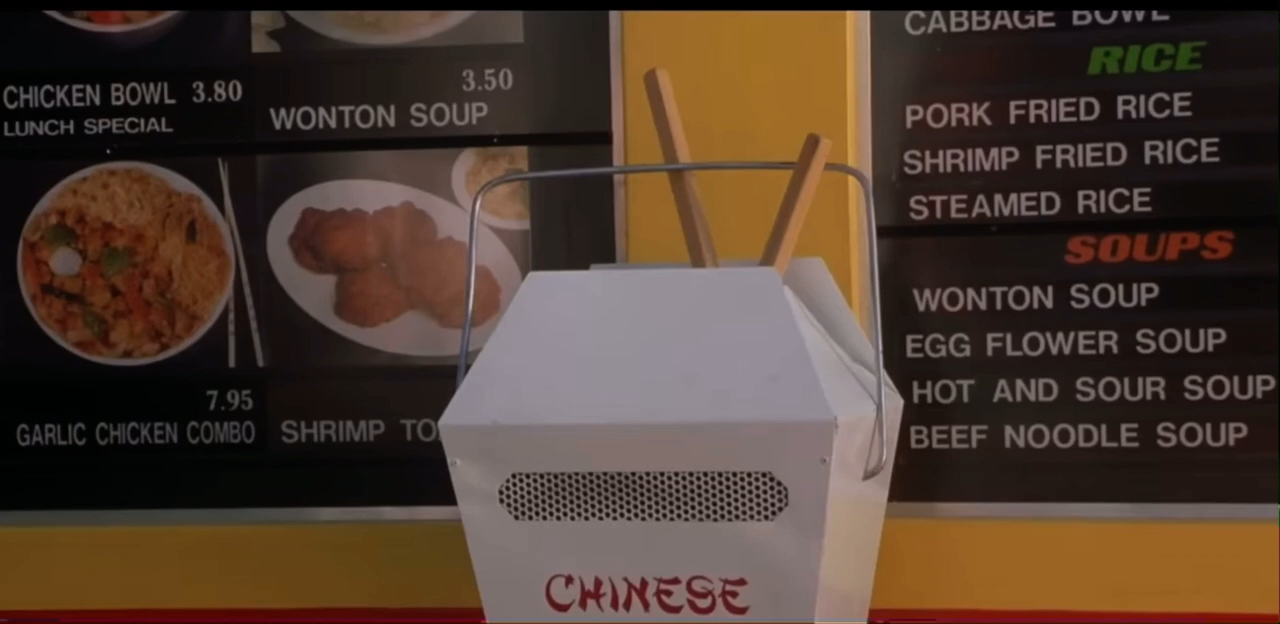 CHICKEN BOWL 3.80
LUNCH SPECIAL
3.50
WONTON SOUP
7.95
GARLIC CHICKEN COMBO
SHRIMP TO
CHINESE
CABBAGE BOWL
RICE
PORK FRIED RICE
SHRIMP FRIED RICE
STEAMED RICE
SOUPS
WONTON SOUP
EGG FLOWER SOUP
HOT AND SOUR SOUP
BEEF NOODLE SOUP